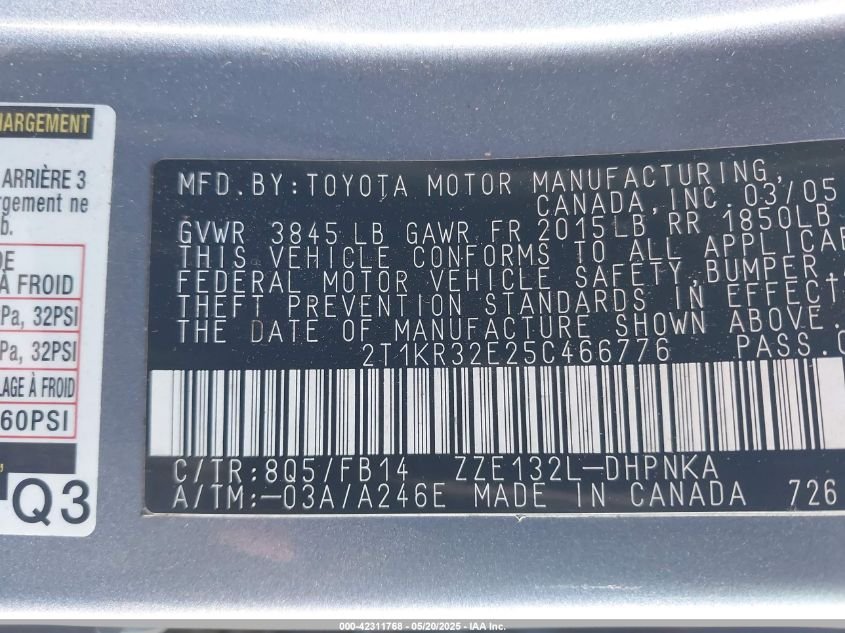 HARGEMENT
ARRIÈRE 3
rgement ne
b.
DE
À FROID
Pa, 32PSI
Pa, 32PSI
LAGE À FROID
60PSI
Q3
MFD.BY:TOYOTA MOTOR MANUFACTURING,
CANADA, INC. 03/05
GVWR 3845 LB GAWR FR 2015LB RR 1850LB
THIS VEHICLE CONFORMS TO ALL APPLICAB
FEDERAL MOTOR VEHICLE SAFETY,BUMPER,
THEFT PREVENTION STANDARDS IN EFFECT
THE DATE OF MANUFACTURE SHOWN ABOVE.
2T1KR32E25C466776 PASS.C
C/TR:8Q5/FB14 ZZE132L-DHPNKA
A/TM:-03A/A246E MADE IN CANADA 726
000-42311768 - 05/20/2025 - IAA Inc.